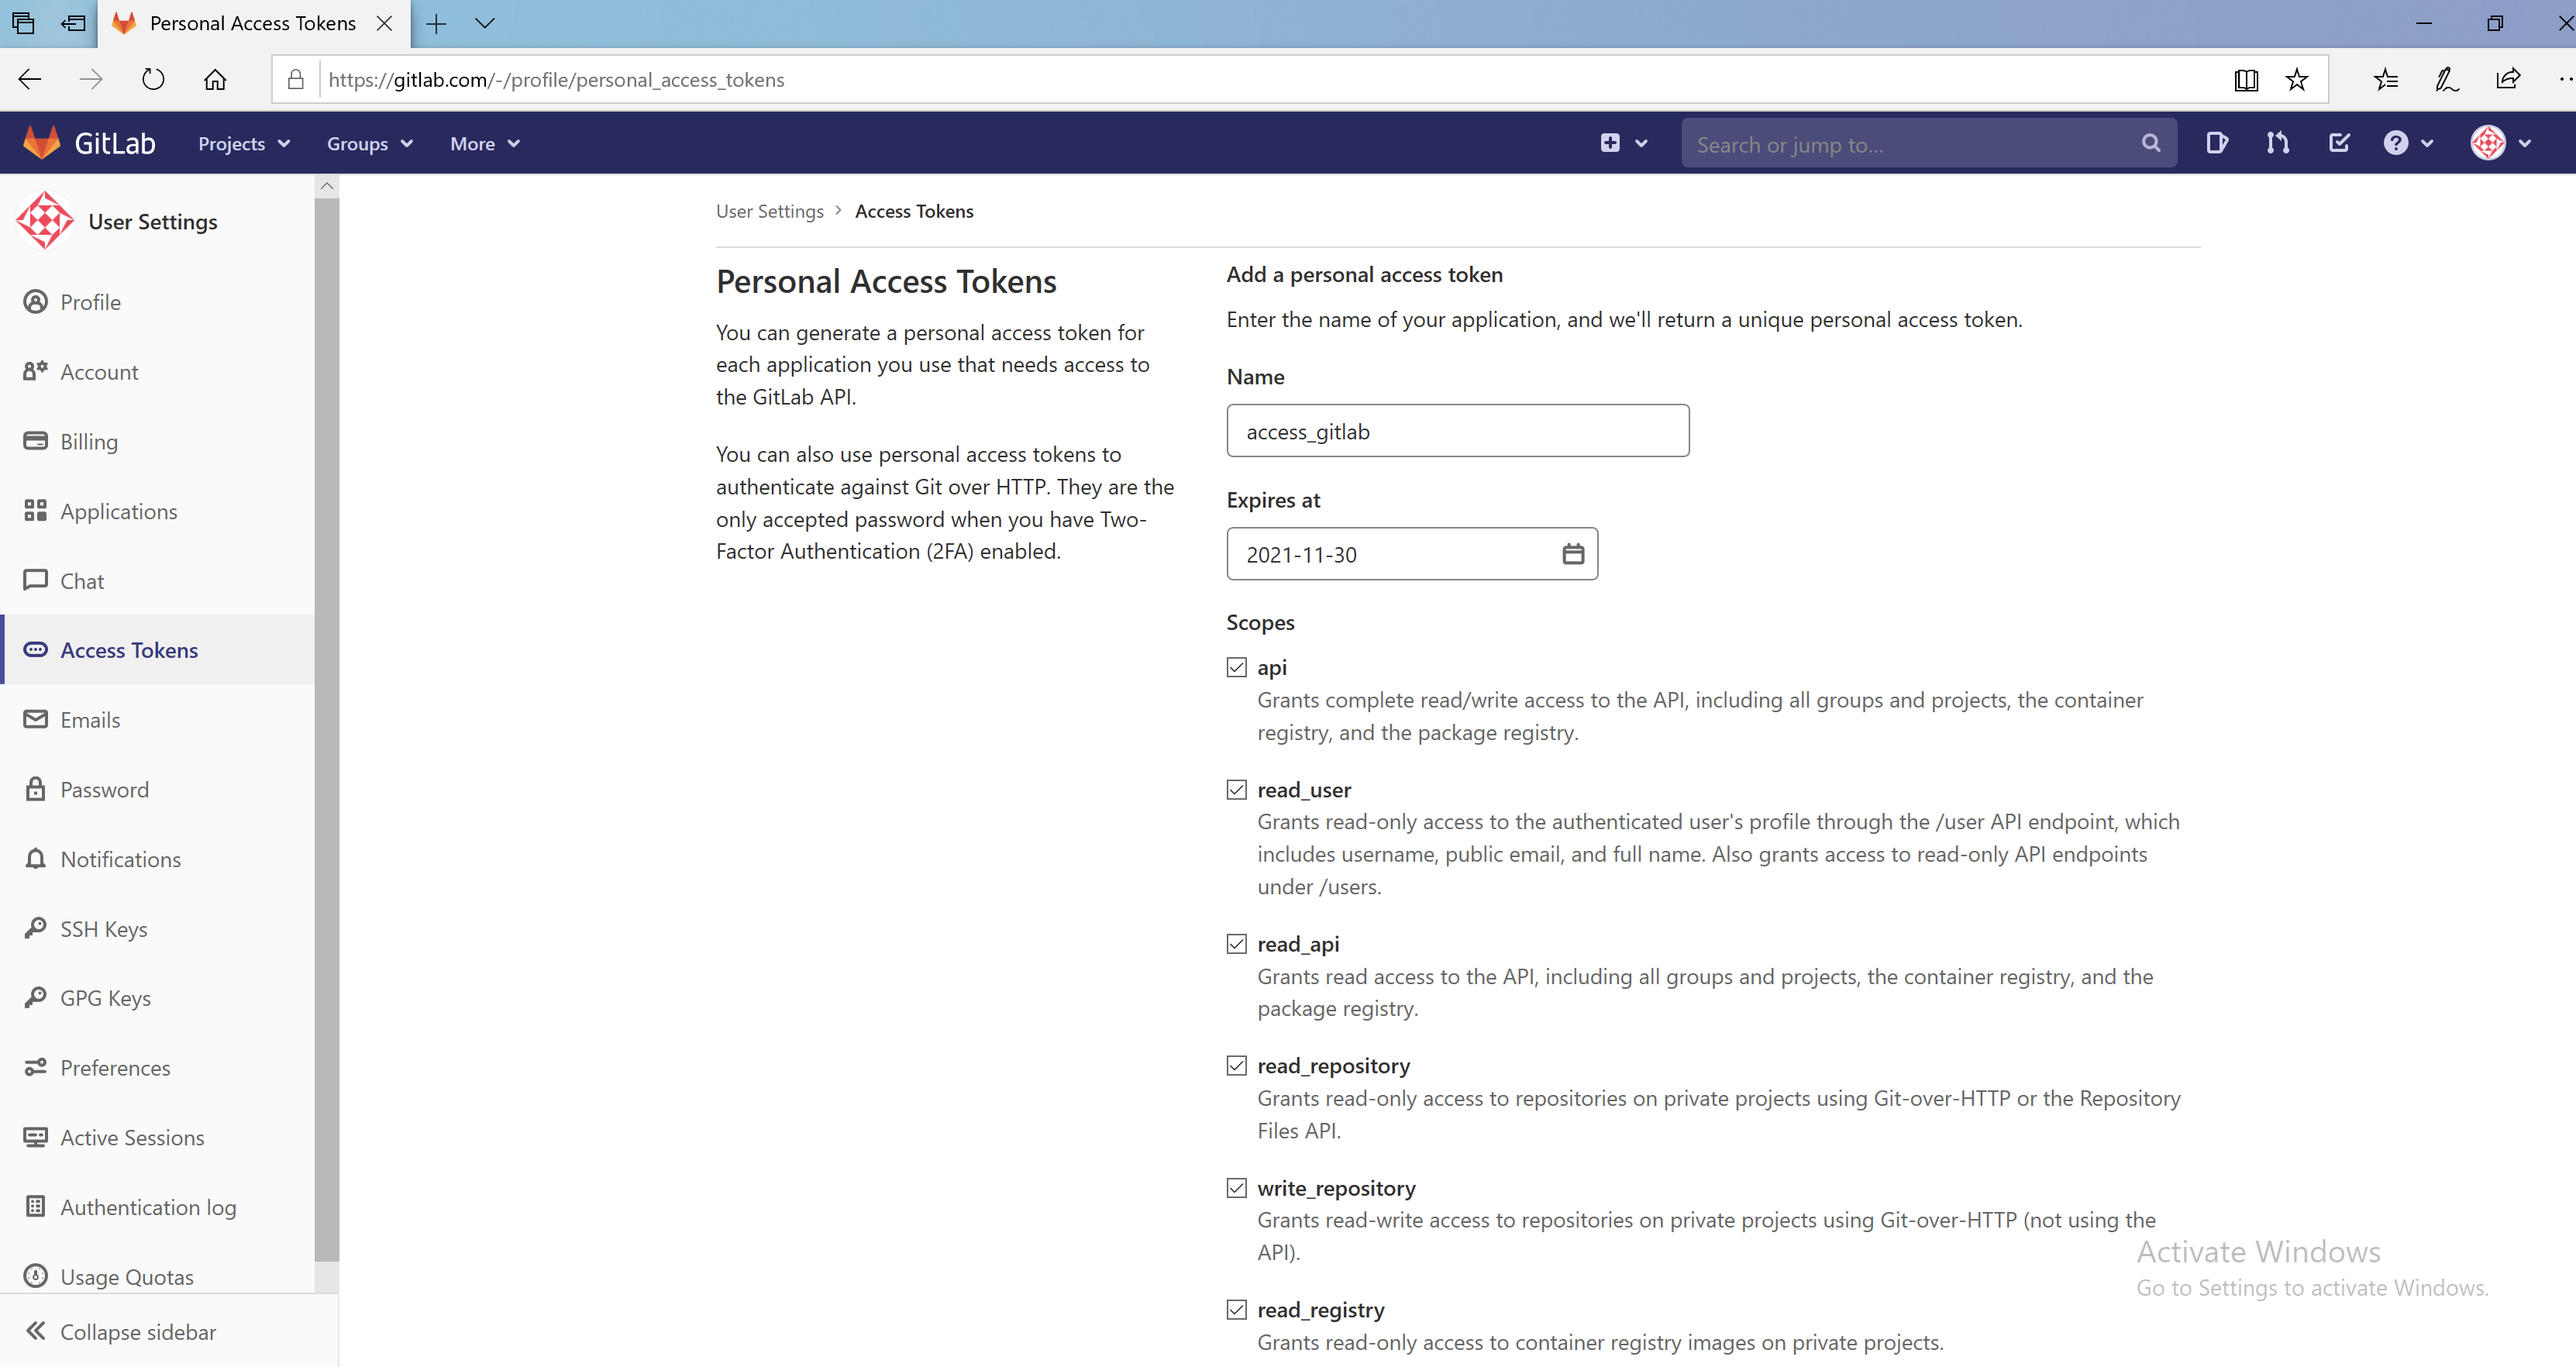 Personal Access Tokens
https://gitlab.com/-/profile/personal_access_tokens
GitLab Projects Groups More Search or jump to...
User Settings
Profile
Account
Billing
Applications
Chat
Access Tokens
Emails
Password
Notifications
SSH Keys
GPG Keys
Preferences
Active Sessions
Authentication log
Usage Quotas
Collapse sidebar
User Settings > Access Tokens
Personal Access Tokens
You can generate a personal access token for
each application you use that needs access to
the GitLab API.
You can also use personal access tokens to
authenticate against Git over HTTP. They are the
only accepted password when you have Two-
Factor Authentication (2FA) enabled.
Add a personal access token
Enter the name of your application, and we'll return a unique personal access token.
Name
access_gitlab
Expires at
2021-11-30
Scopes
api
Grants complete read/write access to the API, including all groups and projects, the container
registry, and the package registry.
read_user
Grants read-only access to the authenticated user's profile through the /user API endpoint, which
includes username, public email, and full name. Also grants access to read-only API endpoints
under /users.
read_api
Grants read access to the API, including all groups and projects, the container registry, and the
package registry.
read_repository
Grants read-only access to repositories on private projects using Git-over-HTTP or the Repository
Files API.
write_repository
Grants read-write access to repositories on private projects using Git-over-HTTP (not using the
API).
read_registry
Grants read-only access to container registry images on private projects.
Activate Windows
Go to Settings to activate Windows.